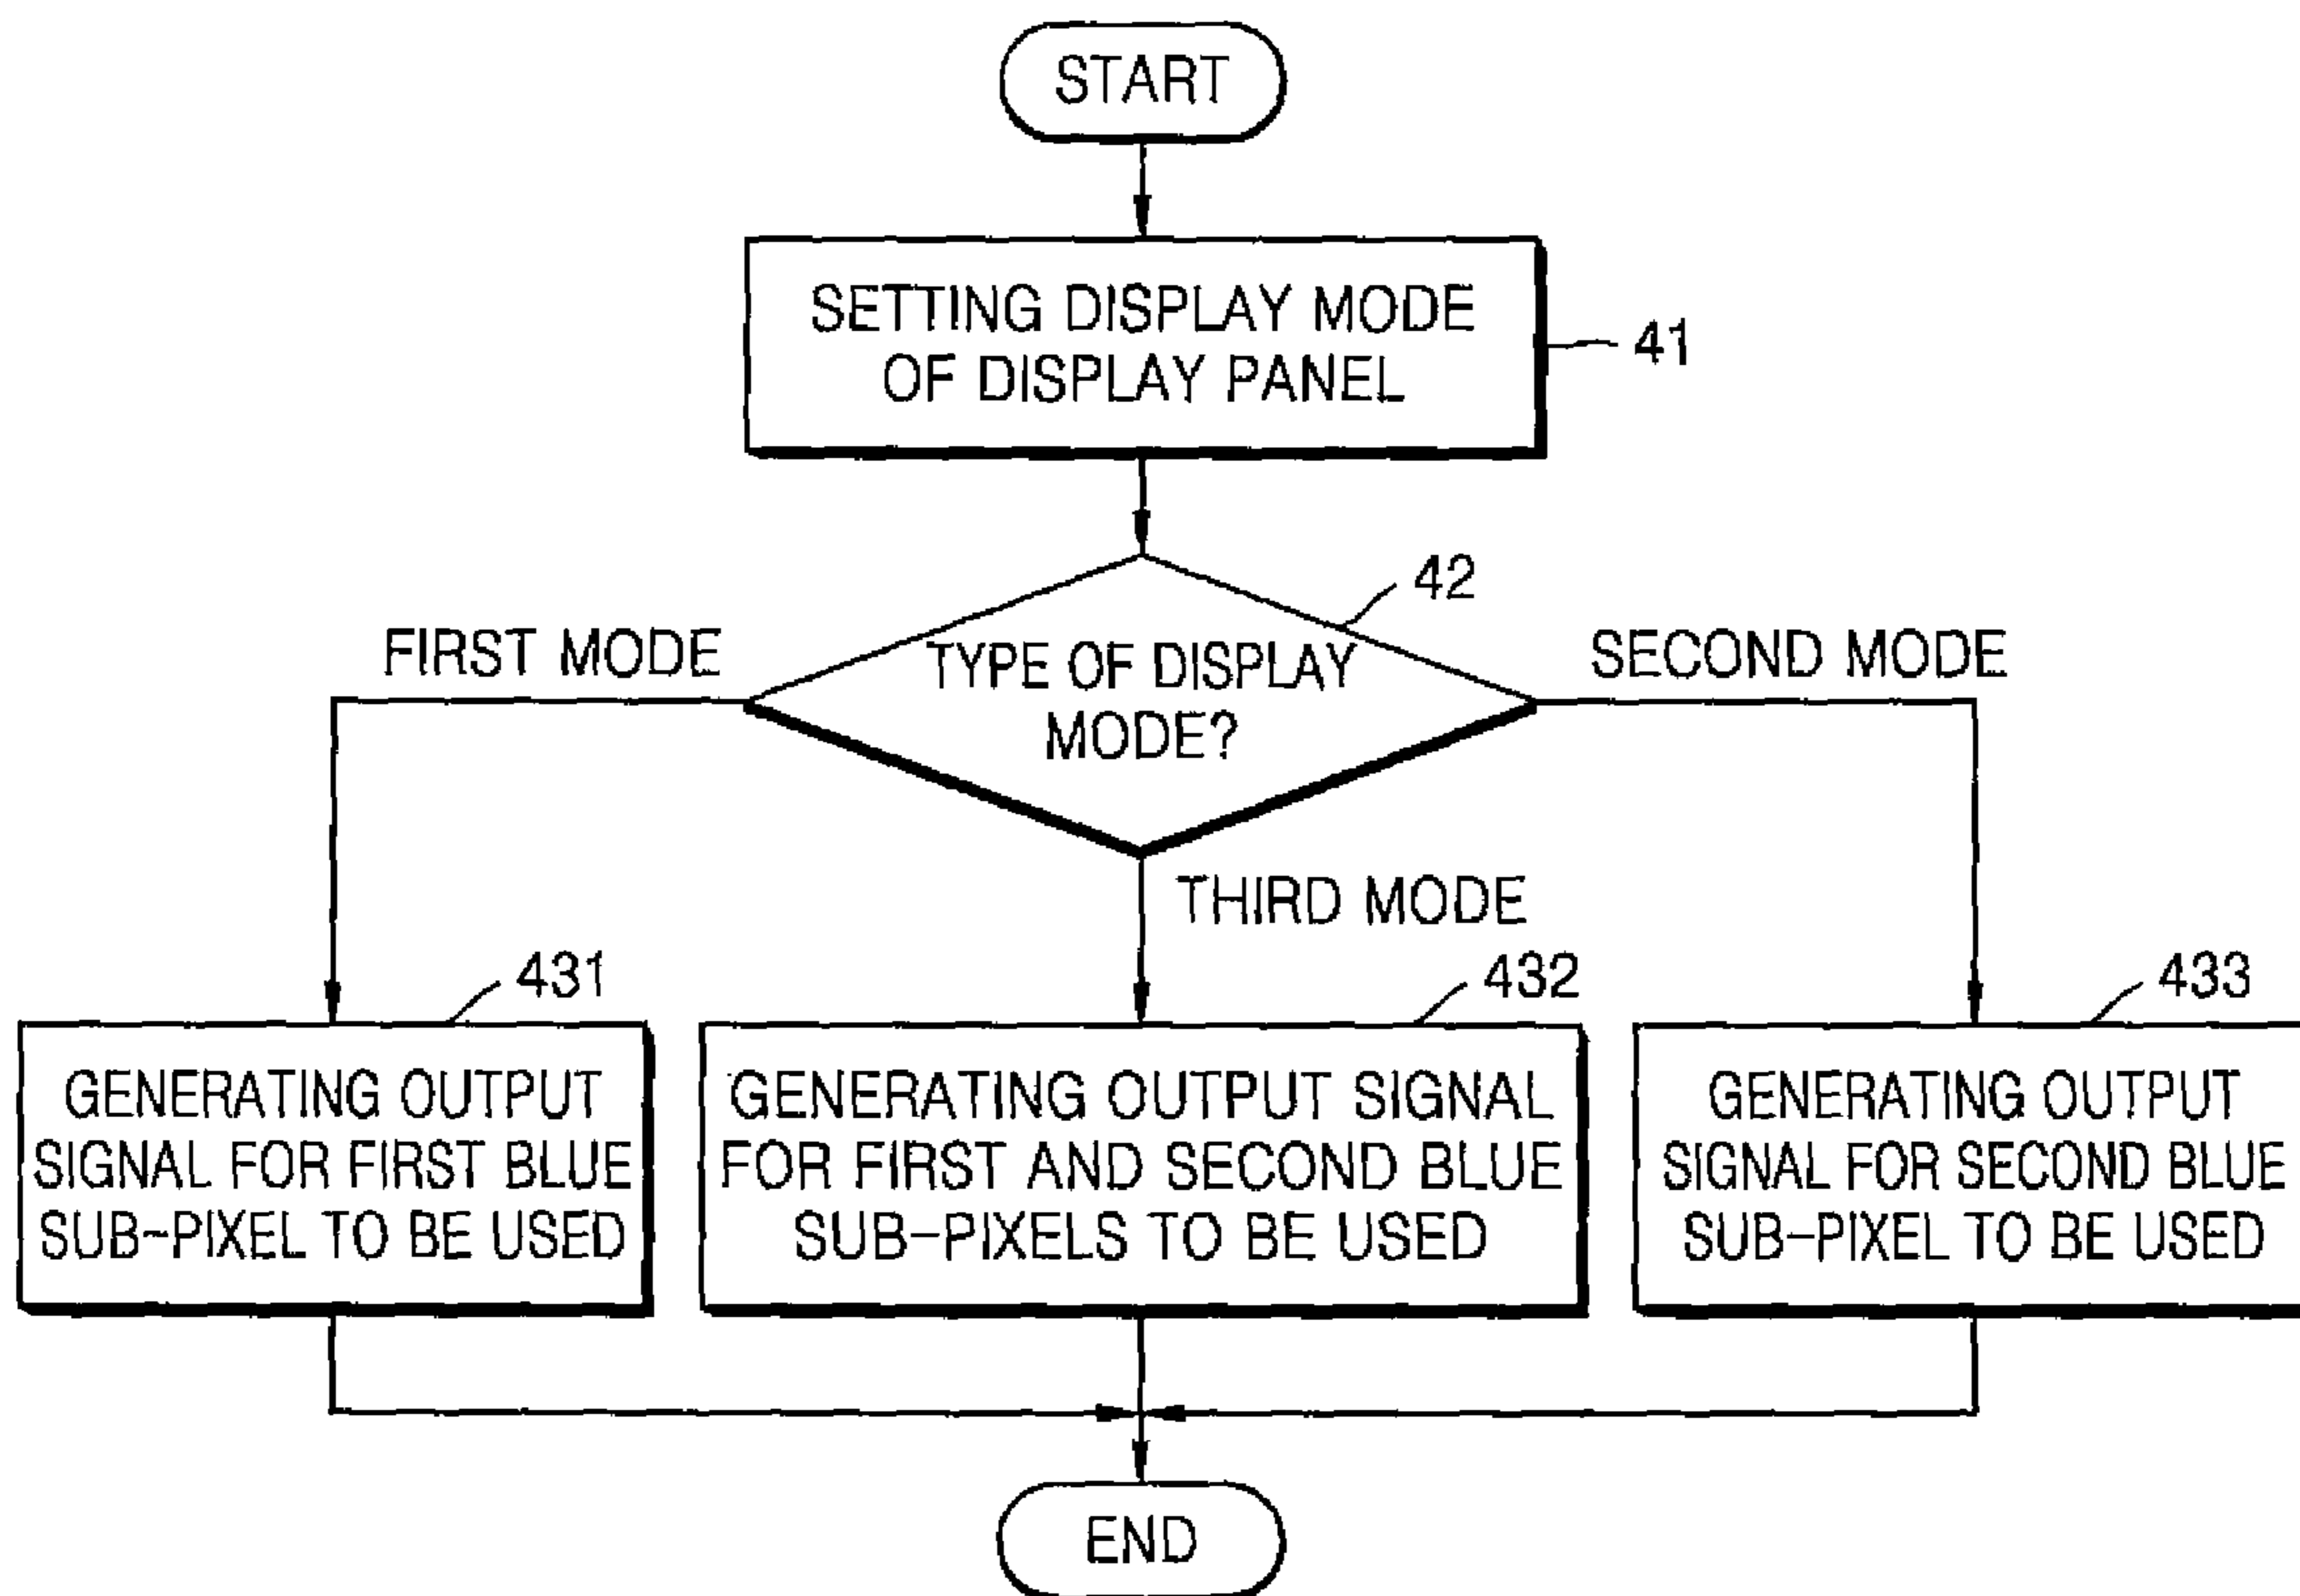 START
SETTING DISPLAY MODE
OF DISPLAY PANEL
41
42
FIRST MODE
TYPE OF DISPLAY
MODE?
SECOND MODE
THIRD MODE
431
432
433
GENERATING OUTPUT
SIGNAL FOR FIRST BLUE
SUB-PIXEL TO BE USED
GENERATING OUTPUT SIGNAL
FOR FIRST AND SECOND BLUE
SUB-PIXELS TO BE USED
GENERATING OUTPUT
SIGNAL FOR SECOND BLUE
SUB-PIXEL TO BE USED
END